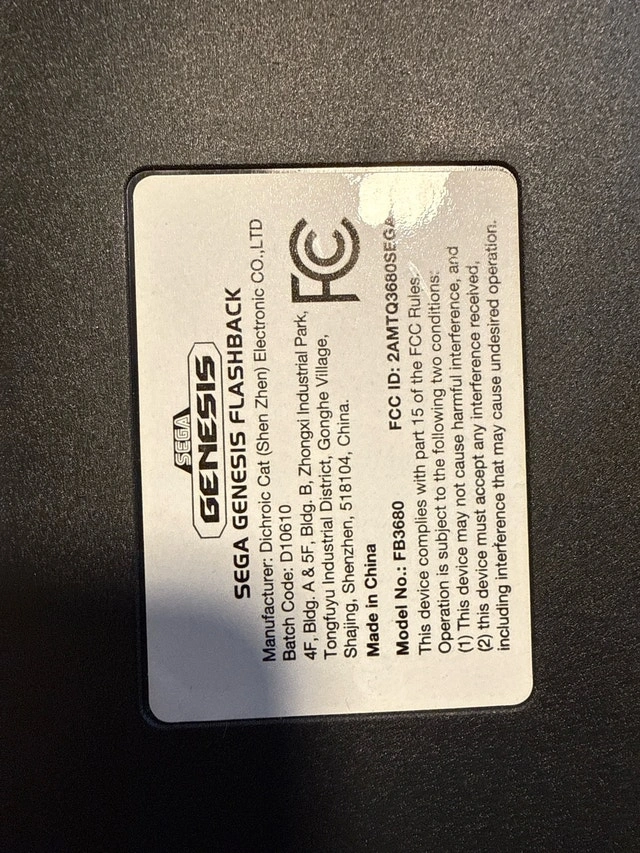 SEGA
GENESIS
SEGA GENESIS FLASHBACK
Manufacturer: Dichroic Cat (Shen Zhen) Electronic CO.,LTD
Batch Code: D10610
4F, Bldg. A & 5F, Bldg. B, Zhongxi Industrial Park,
Tongfuyu Industrial District, Gonghe Village,
Shajing, Shenzhen, 518104, China.
FC
Made in China
Model No.: FB3680 FCC ID: 2AMTQ3680SEGA
This device complies with part 15 of the FCC Rules.
Operation is subject to the following two conditions:
(1) This device may not cause harmful interference, and
(2) this device must accept any interference received,
including interference that may cause undesired operation.